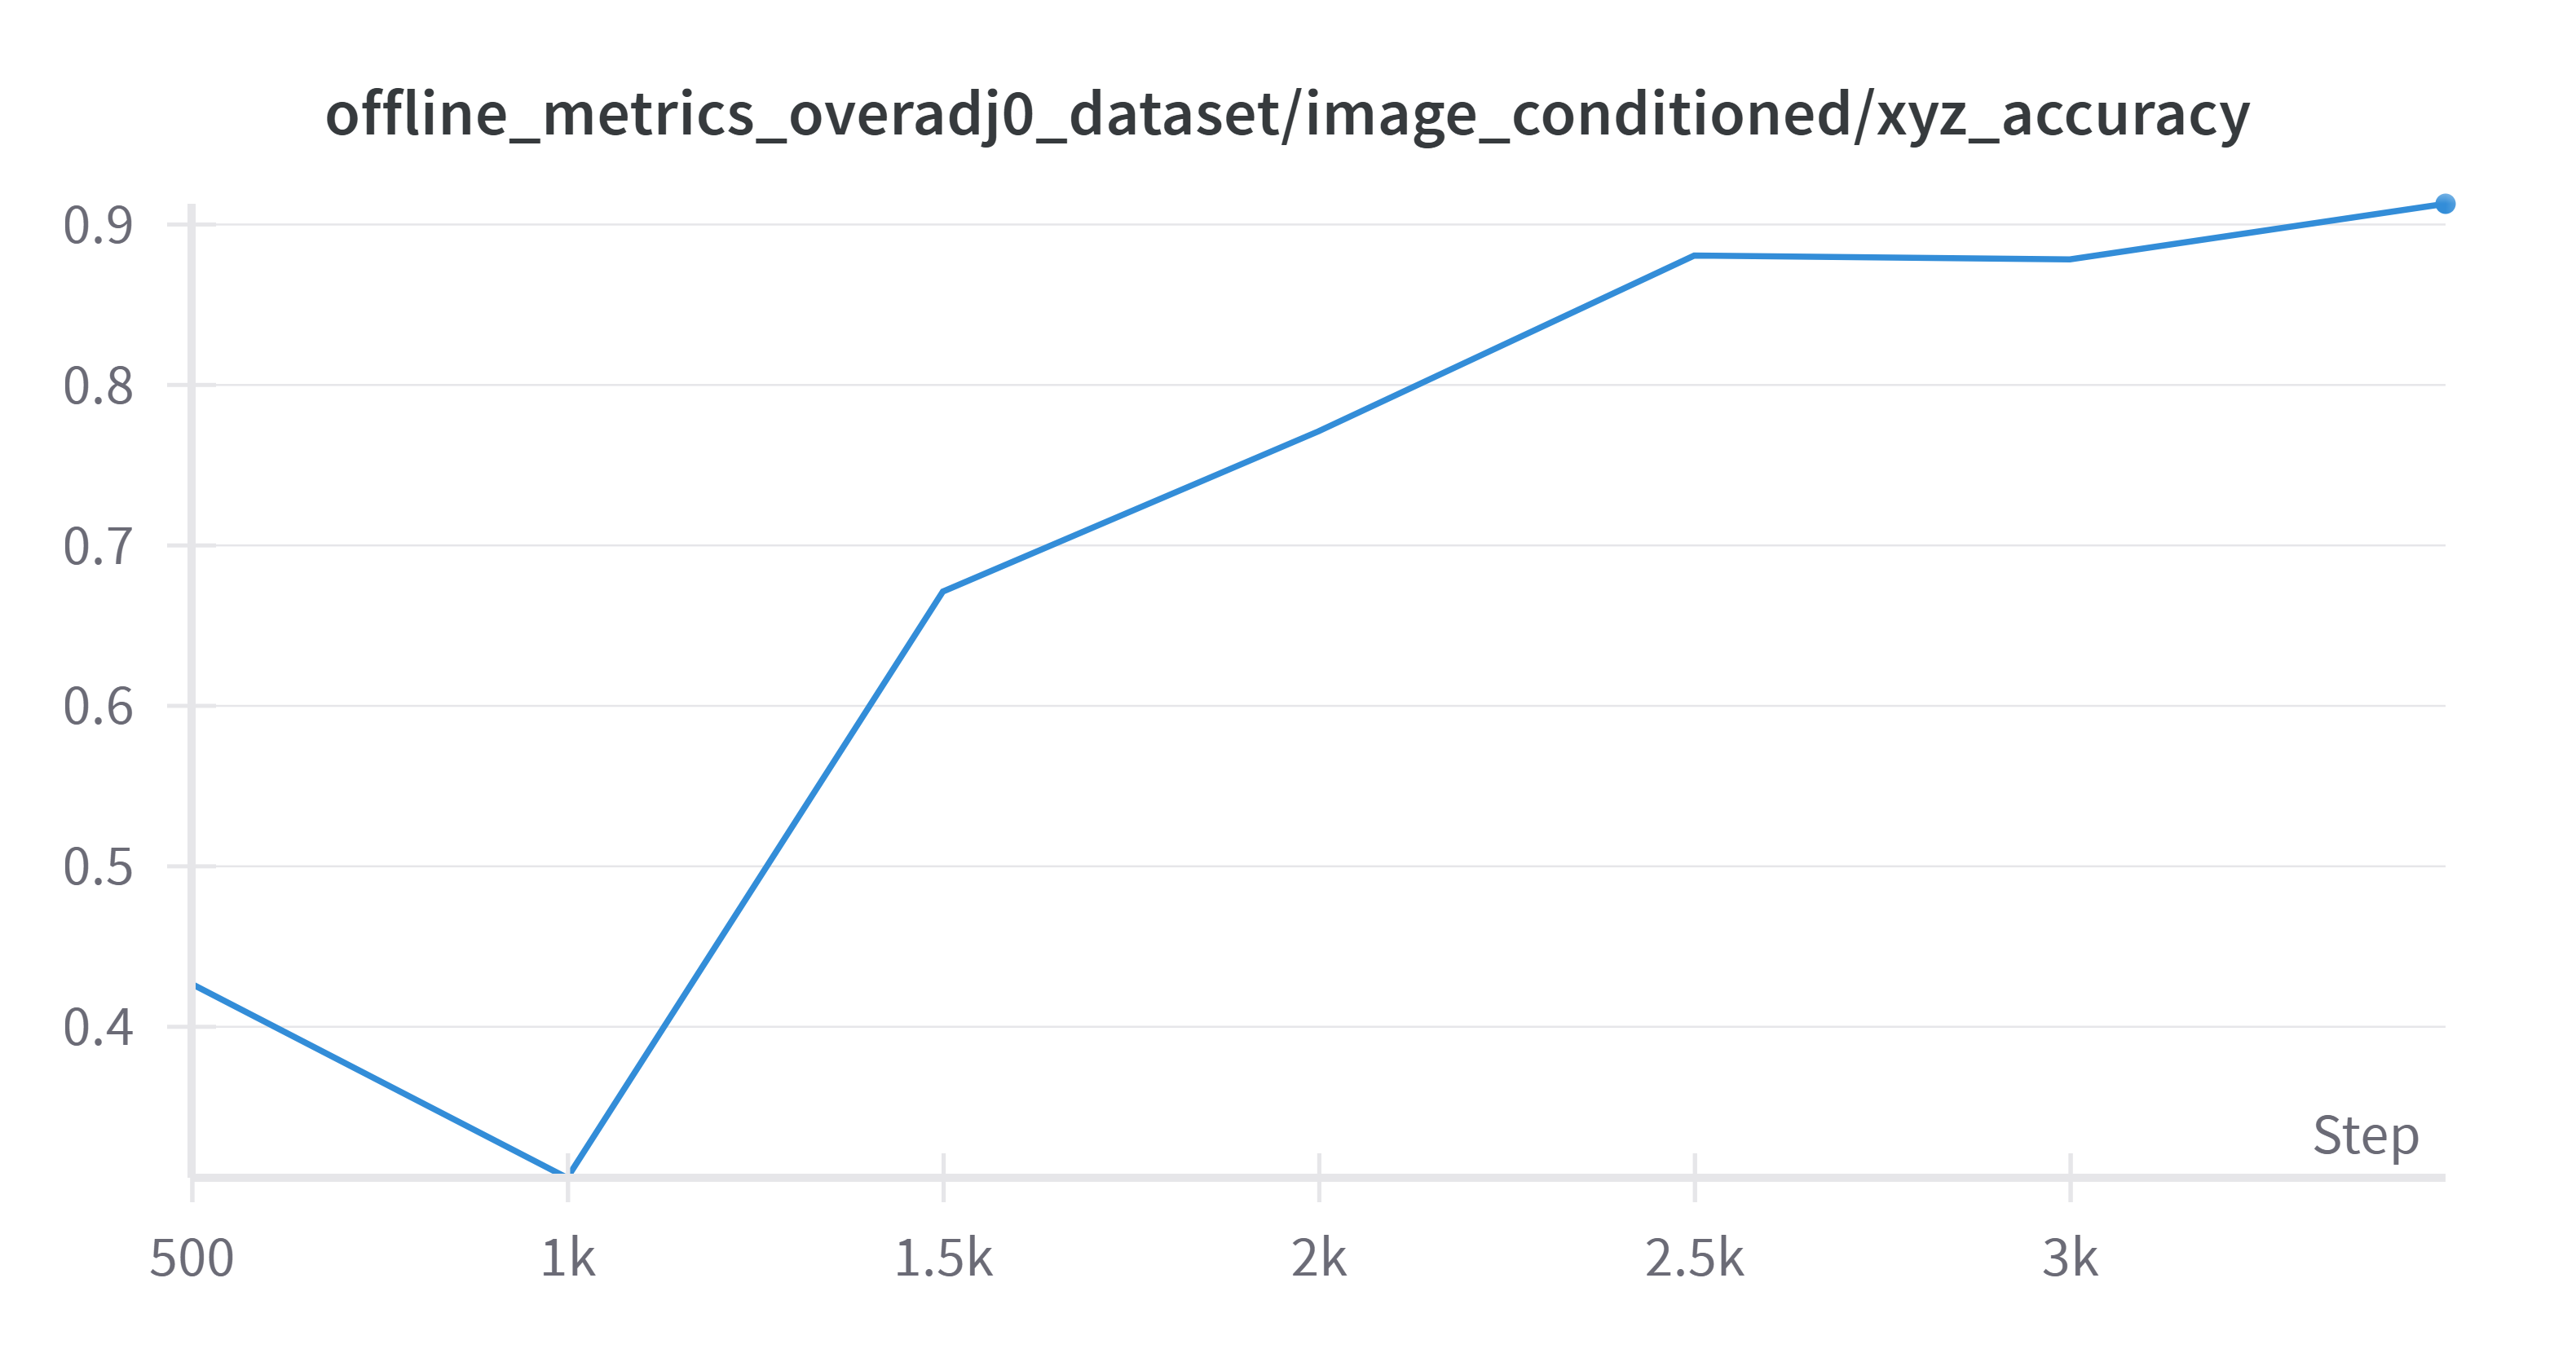 offline_metrics_overadj0_dataset/image_conditioned/xyz_accuracy
0.9
0.8
0.7
0.6
0.5
0.4
Step
500 1k 1.5k 2k 2.5k 3k